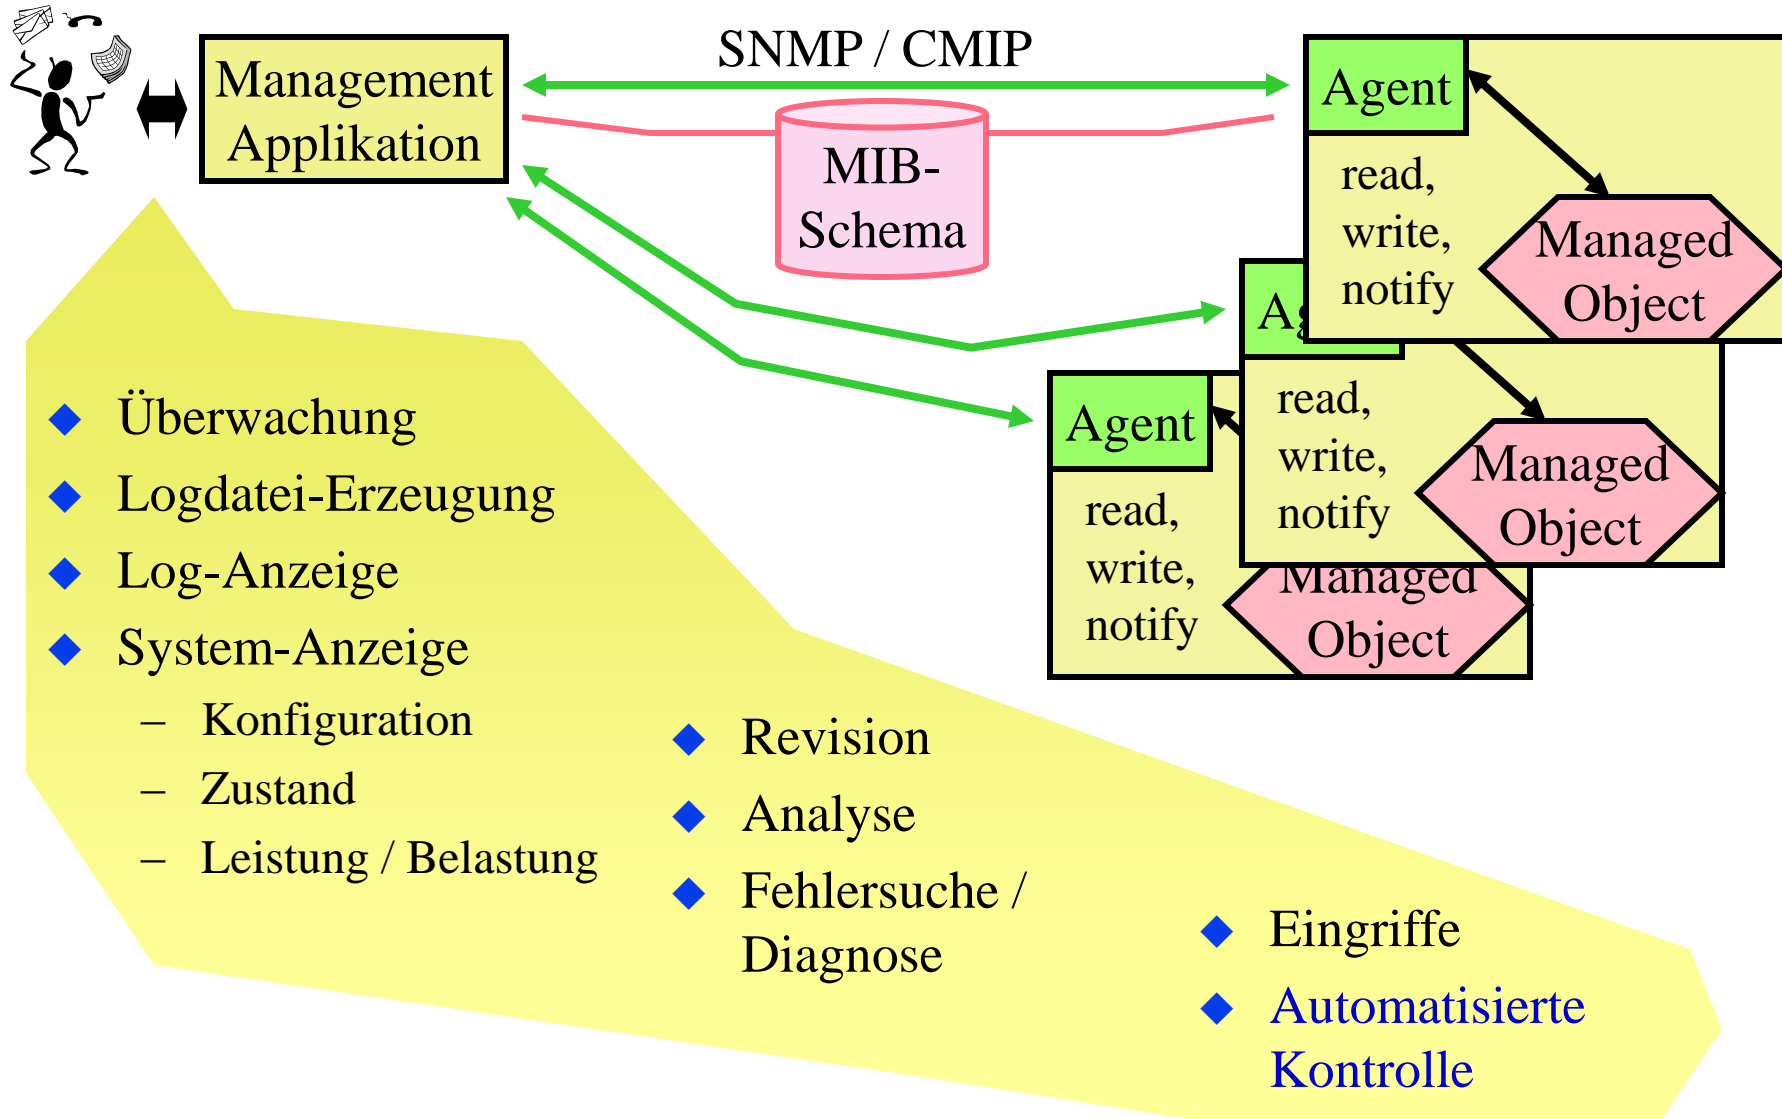 SNMP / CMIP
Management
Applikation
MIB-
Schema
Agent
read,
write,
notify
Managed
Object
read,
write,
notify
Managed
Object
Agent
read,
write,
notify
Managed
Object
Überwachung
Logdatei-Erzeugung
Log-Anzeige
System-Anzeige
– Konfiguration
– Zustand
– Leistung / Belastung
Revision
Analyse
Fehlersuche /
Diagnose
Eingriffe
Automatisierte
Kontrolle